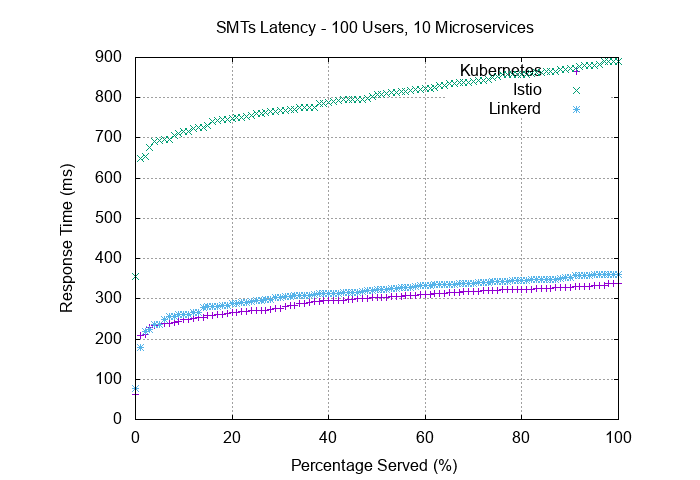 SMTs Latency - 100 Users, 10 Microservices
900
800
700
600
500
400
300
200
100
0
Response Time (ms)
Kubernetes
Istio
Linkerd
0 20 40 60 80 100
Percentage Served (%)